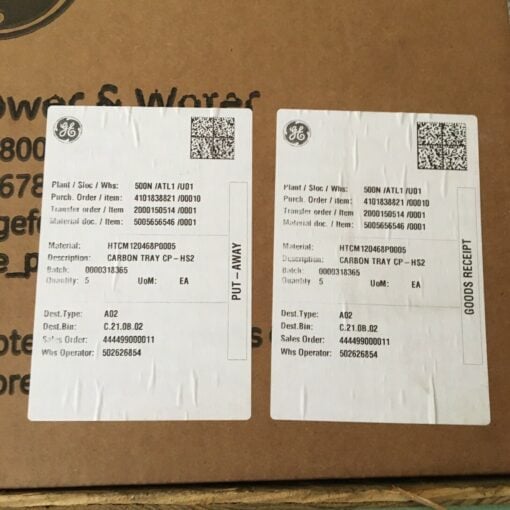 GE
ower & Water
800
678
gef
e_p
ote
ore
GE
Plant / Sloc / Whs: 500N /ATL1 /U01
Purch. Order / item: 4101838821 /00010
Transfer order / Item 2000150514 /0001
Material doc. / Item: 5005656546 /0001
Material: HTCM120468P0005
Description: CARBON TRAY CP-HS2
Batch: 0000318365
Quantity: 5 UoM: EA
Dest.Type: A02
Dest.Bin: C.21.0B.02
Sales Order: 444499000011
Whs Operator: 502626854
PUT-AWAY
GE
Plant / Sloc / Whs: 500N /ATL1 /U01
Purch. Order / item: 4101838821 /00010
Transfer order / Item 2000150514 /0001
Material doc. / Item: 5005656546 /0001
Material: HTCM120468P0005
Description: CARBON TRAY CP-HS2
Batch: 0000318365
Quantity 5 UoM: EA
Dest.Type: A02
Dest.Bin: C.21.0B.02
Sales Order: 444499000011
Whs Operator: 502626854
GOODS RECEIPT